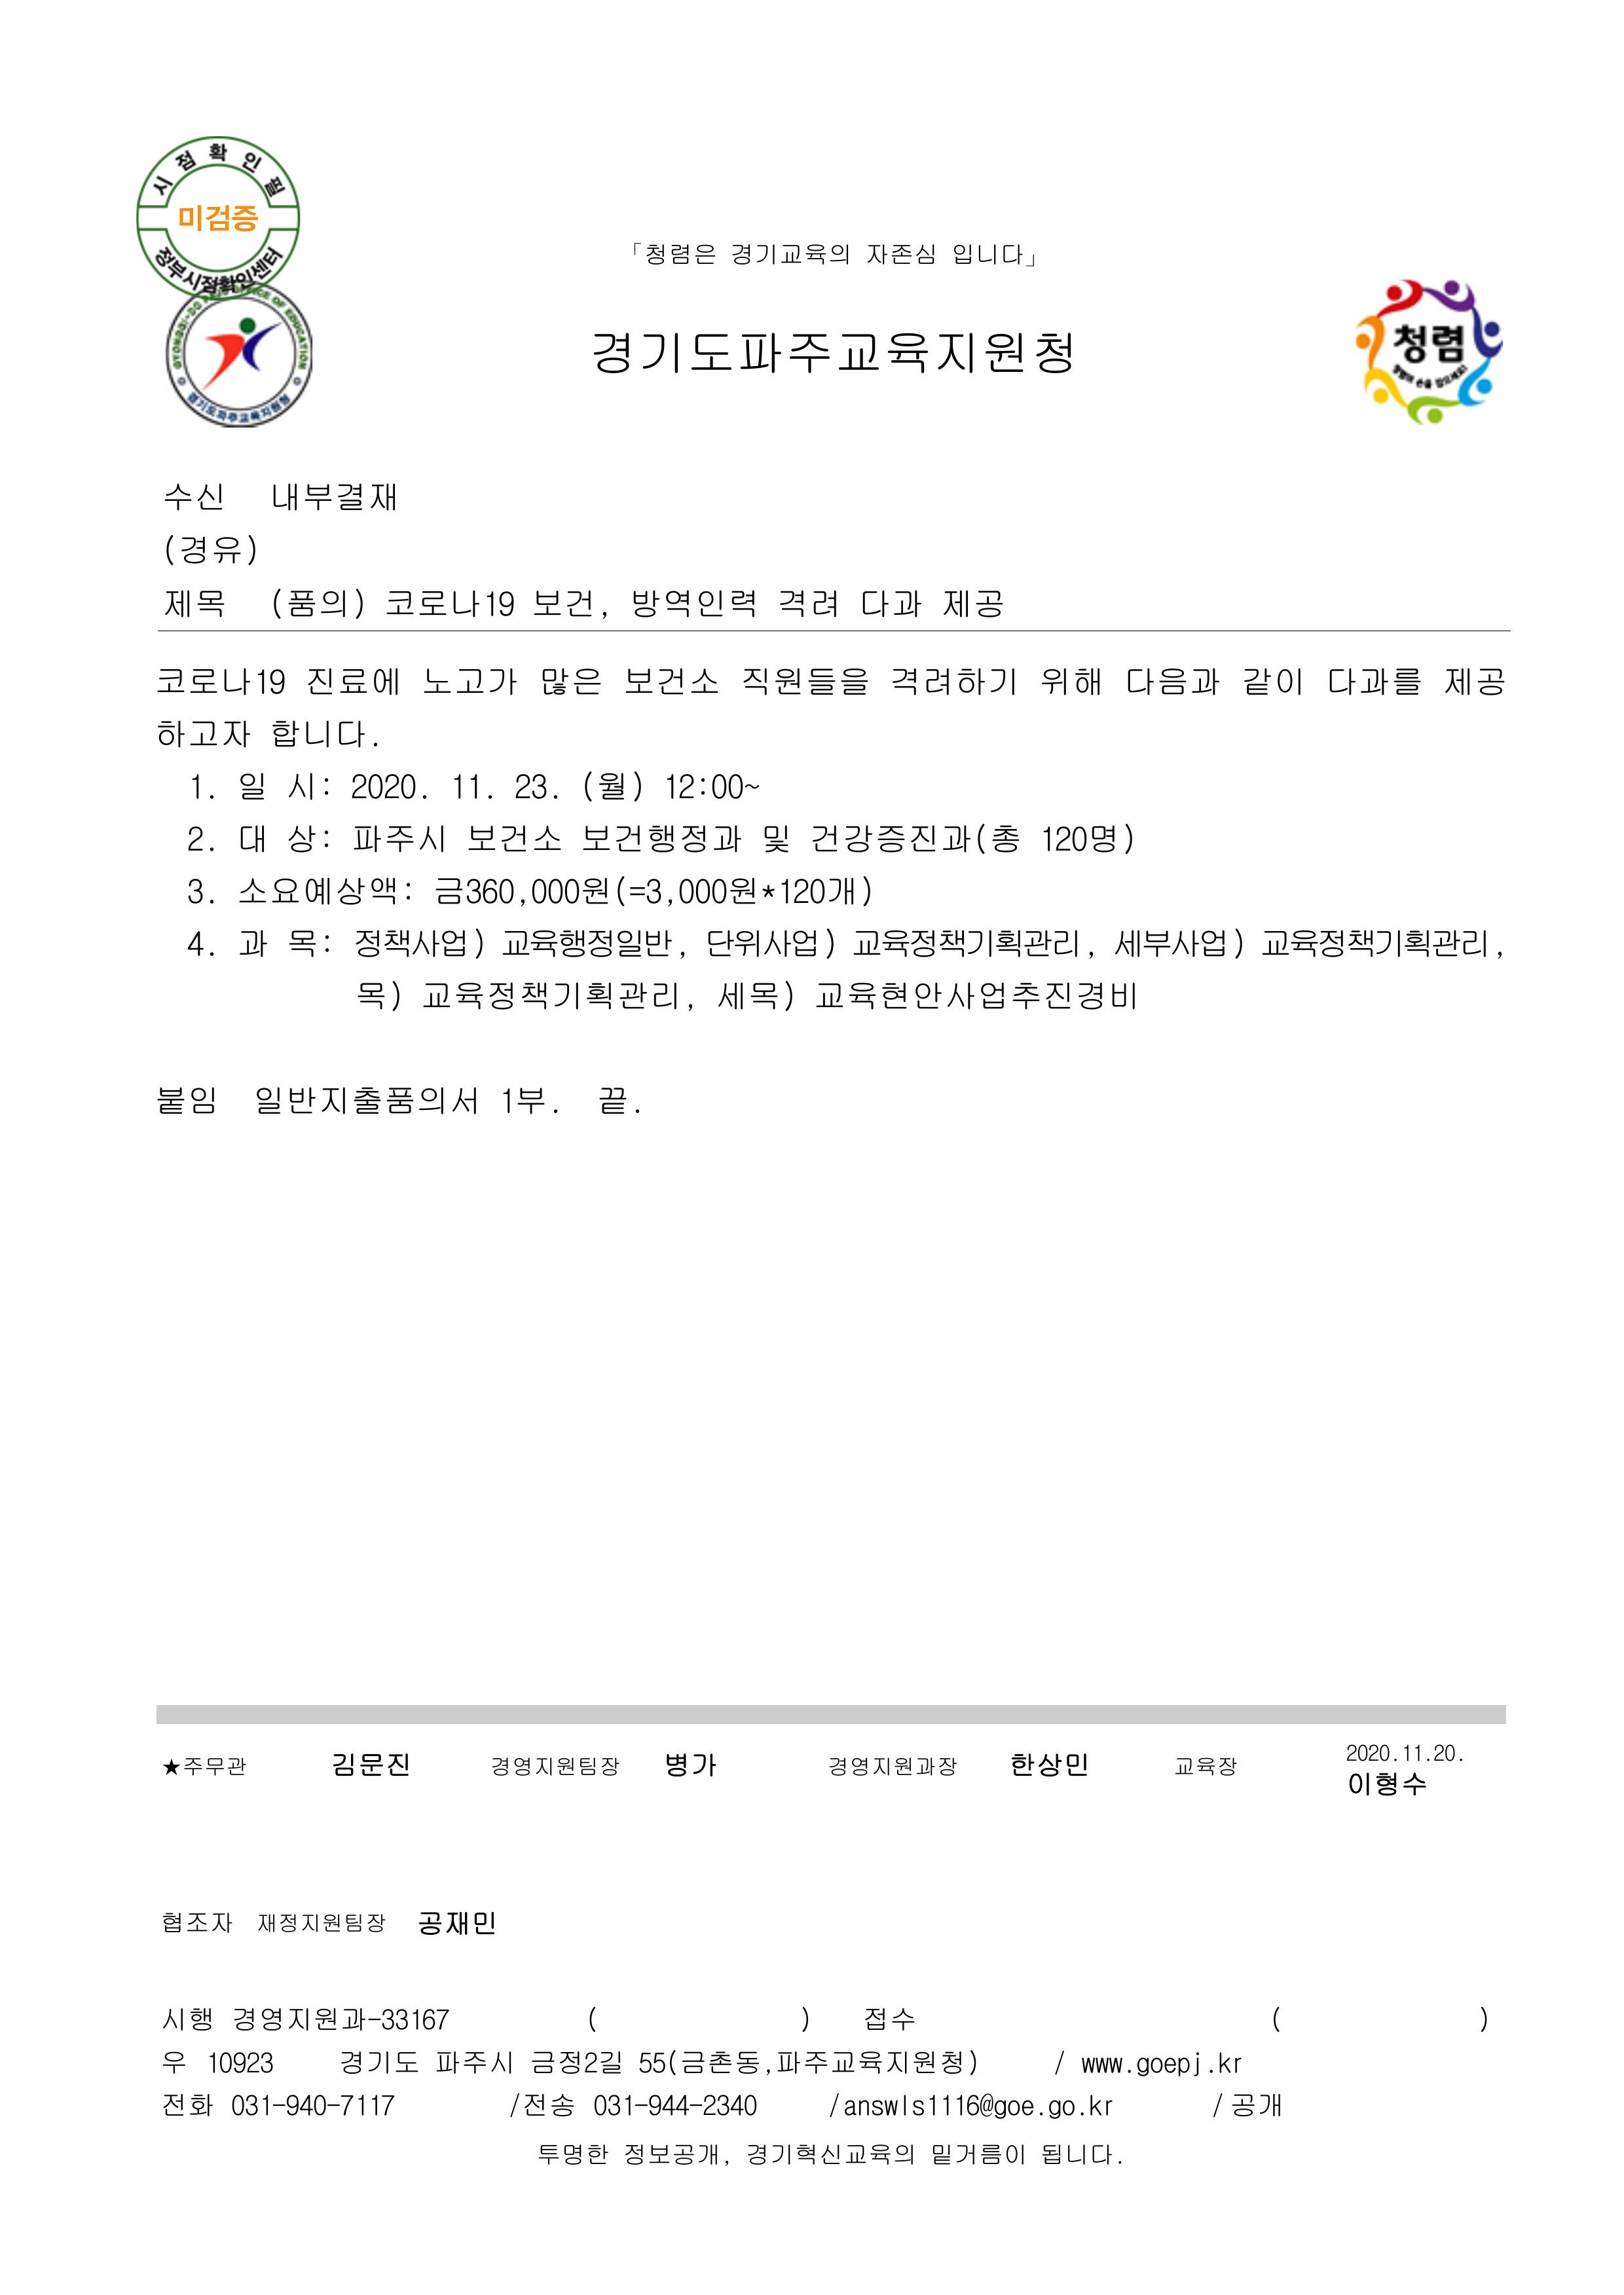 시 점 확 인 필
미검증
정부시점확인센터
GYONGGI-DO PAJU OFFICE OF EDUCATION
경기도파주교육지원청
「청렴은 경기교육의 자존심 입니다」
경기도파주교육지원청
청렴
수신 내부결재
(경유)
제목 (품의) 코로나19 보건, 방역인력 격려 다과 제공
코로나19 진료에 노고가 많은 보건소 직원들을 격려하기 위해 다음과 같이 다과를 제공
하고자 합니다.
1. 일 시: 2020. 11. 23. (월) 12:00~
2. 대 상: 파주시 보건소 보건행정과 및 건강증진과(총 120명)
3. 소요예상액: 금360,000원(=3,000원*120개)
4. 과 목: 정책사업) 교육행정일반, 단위사업) 교육정책기획관리, 세부사업) 교육정책기획관리,
목) 교육정책기획관리, 세목) 교육현안사업추진경비
붙임 일반지출품의서 1부. 끝.
★주무관 김문진 경영지원팀장 병가 경영지원과장 한상민 교육장 2020.11.20.
이형수
협조자 재정지원팀장 공재민
시행 경영지원과-33167 ( ) 접수 ( )
우 10923 경기도 파주시 금정2길 55(금촌동,파주교육지원청) / www.goepj.kr
전화 031-940-7117 /전송 031-944-2340 /answls1116@goe.go.kr / 공개
투명한 정보공개, 경기혁신교육의 밑거름이 됩니다.